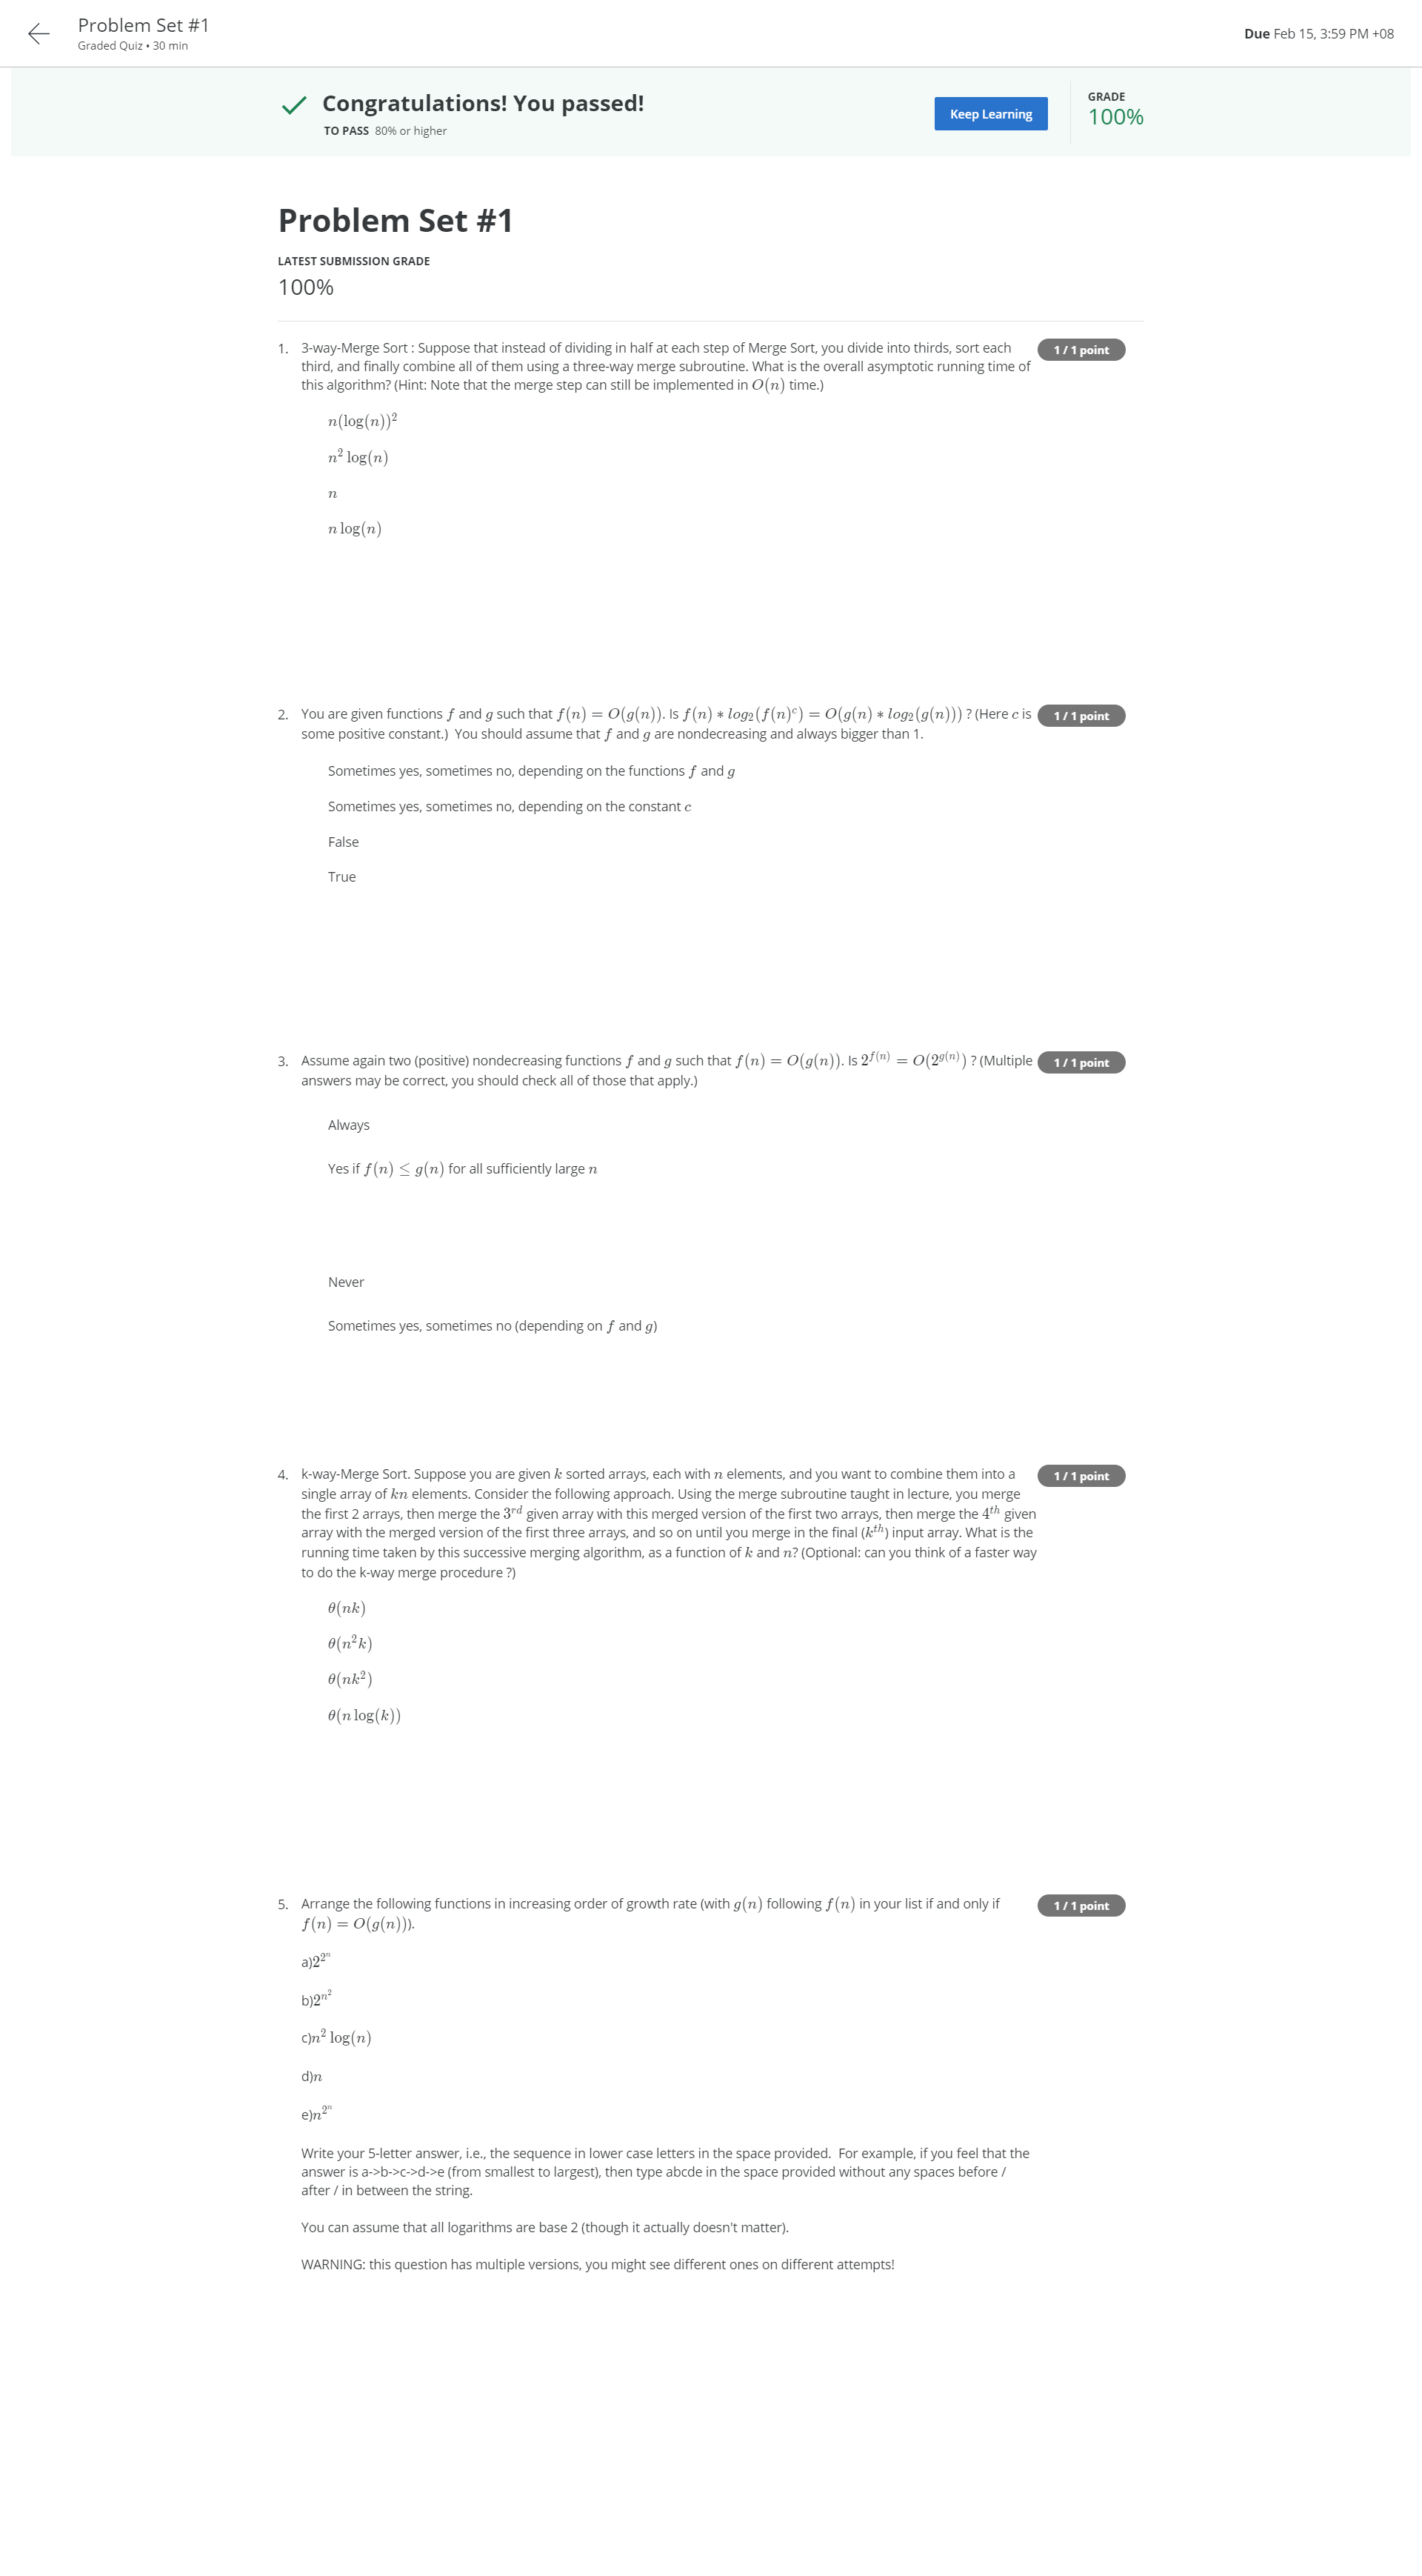 Problem Set #1
Graded Quiz • 30 min
Due Feb 15, 3:59 PM +08
Congratulations! You passed!
TO PASS 80% or higher
Keep Learning
GRADE
100%
Problem Set #1
LATEST SUBMISSION GRADE
100%
1. 3-way-Merge Sort : Suppose that instead of dividing in half at each step of Merge Sort, you divide into thirds, sort each
third, and finally combine all of them using a three-way merge subroutine. What is the overall asymptotic running time of
this algorithm? (Hint: Note that the merge step can still be implemented in O(n) time.)
1 / 1 point
n(log(n))²
n² log(n)
n
n log(n)
2. You are given functions f and g such that f(n) = O(g(n)). Is f(n) ∗ log₂(f(n)ᶜ) = O(g(n) ∗ log₂(g(n))) ? (Here c is
some positive constant.) You should assume that f and g are nondecreasing and always bigger than 1.
1 / 1 point
Sometimes yes, sometimes no, depending on the functions f and g
Sometimes yes, sometimes no, depending on the constant c
False
True
3. Assume again two (positive) nondecreasing functions f and g such that f(n) = O(g(n)). Is 2^{f(n)} = O(2^{g(n)}) ? (Multiple
answers may be correct, you should check all of those that apply.)
1 / 1 point
Always
Yes if f(n) ≤ g(n) for all sufficiently large n
Never
Sometimes yes, sometimes no (depending on f and g)
4. k-way-Merge Sort. Suppose you are given k sorted arrays, each with n elements, and you want to combine them into a
single array of kn elements. Consider the following approach. Using the merge subroutine taught in lecture, you merge
the first 2 arrays, then merge the 3^{rd} given array with this merged version of the first two arrays, then merge the 4^{th} given
array with the merged version of the first three arrays, and so on until you merge in the final (k^{th}) input array. What is the
running time taken by this successive merging algorithm, as a function of k and n? (Optional: can you think of a faster way
to do the k-way merge procedure ?)
1 / 1 point
θ(nk)
θ(n²k)
θ(nk²)
θ(n log(k))
5. Arrange the following functions in increasing order of growth rate (with g(n) following f(n) in your list if and only if
f(n) = O(g(n))).
1 / 1 point
a)2^{2^n}
b)2^{n^2}
c)n² log(n)
d)n
e)n^{2^n}
Write your 5-letter answer, i.e., the sequence in lower case letters in the space provided. For example, if you feel that the
answer is a->b->c->d->e (from smallest to largest), then type abcde in the space provided without any spaces before /
after / in between the string.
You can assume that all logarithms are base 2 (though it actually doesn't matter).
WARNING: this question has multiple versions, you might see different ones on different attempts!